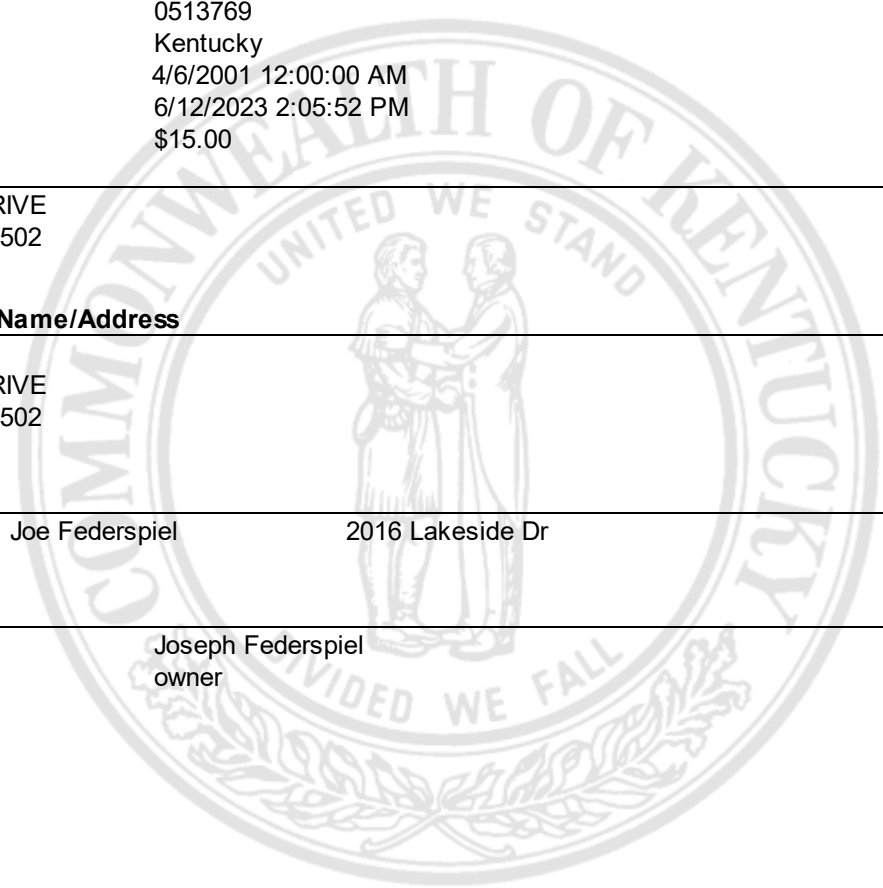 0513769
Kentucky
4/6/2001 12:00:00 AM
6/12/2023 2:05:52 PM
$15.00
RIVE
502
Name/Address
RIVE
502
Joe Federspiel 2016 Lakeside Dr
Joseph Federspiel
owner
COMMONWEALTH OF KENTUCKY
UNITED WE STAND
DIVIDED WE FALL